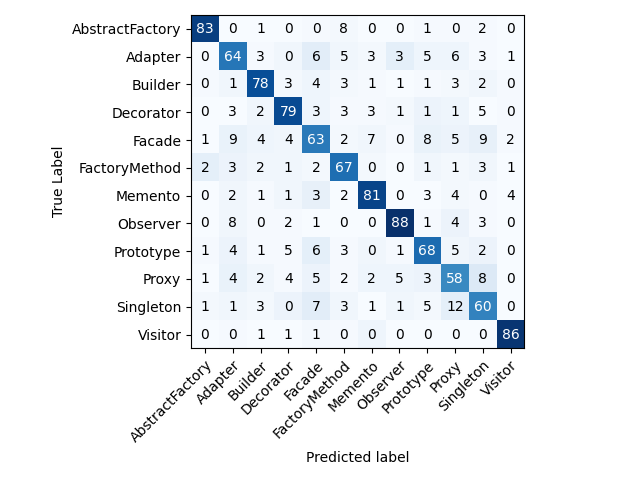 AbstractFactory 83 0 1 0 0 8 0 0 1 0 2 0
Adapter 0 64 3 0 6 5 3 3 5 6 3 1
Builder 0 1 78 3 4 3 1 1 1 3 2 0
Decorator 0 3 2 79 3 3 3 1 1 1 5 0
Facade 1 9 4 4 63 2 7 0 8 5 9 2
FactoryMethod 2 3 2 1 2 67 0 0 1 1 3 1
Memento 0 2 1 1 3 2 81 0 3 4 0 4
Observer 0 8 0 2 1 0 0 88 1 4 3 0
Prototype 1 4 1 5 6 3 0 1 68 5 2 0
Proxy 1 4 2 4 5 2 2 5 3 58 8 0
Singleton 1 1 3 0 7 3 1 1 5 12 60 0
Visitor 0 0 1 1 1 0 0 0 0 0 0 86
True Label
AbstractFactory Adapter Builder Decorator Facade FactoryMethod Memento Observer Prototype Proxy Singleton Visitor
Predicted label